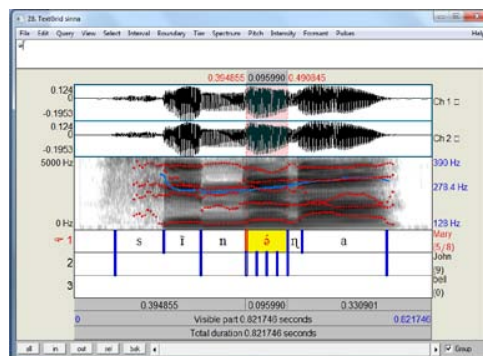 28. TextGrid sinna
File Edit Query View Select Interval Boundary Tier Spectrum Pitch Intensity Formant Pulses Help
ə́
0.394855 0.095990 0.490845
0.124
0
-0.1953
Ch 1
0.124
0
-0.1953
Ch 2
5000 Hz 390 Hz
278.4 Hz
0 Hz 128 Hz
1 s ĩ n ə́ ɳ a Mary
(5/8)
2 John
(9)
3 bell
(0)
0.394855 0.095990 0.330901
0 Visible part 0.821746 seconds 0.821746
Total duration 0.821746 seconds
all in out sel bak Group